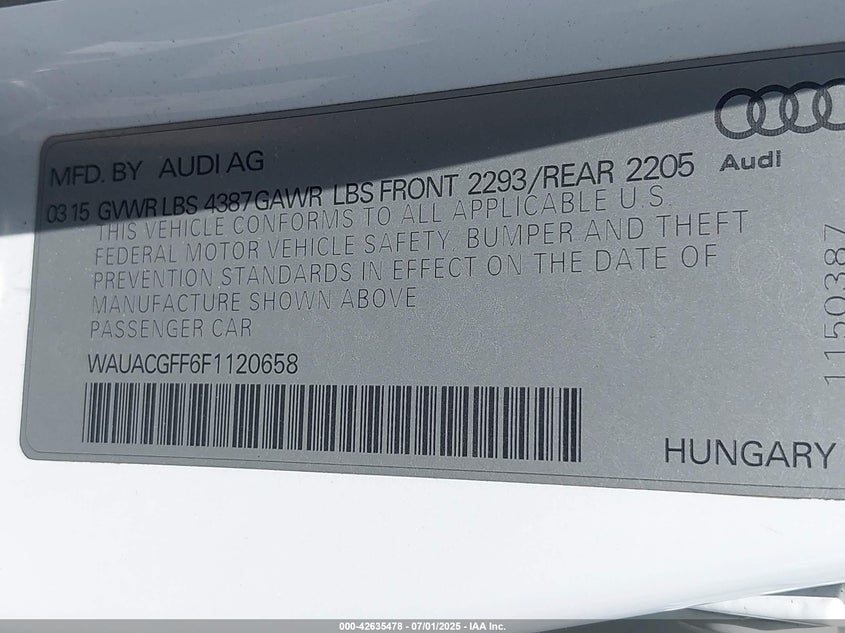 MFD. BY AUDI AG
Audi
03 15 GVWR LBS 4387 GAWR LBS FRONT 2293/REAR 2205
THIS VEHICLE CONFORMS TO ALL APPLICABLE U.S.
FEDERAL MOTOR VEHICLE SAFETY, BUMPER AND THEFT
PREVENTION STANDARDS IN EFFECT ON THE DATE OF
MANUFACTURE SHOWN ABOVE
PASSENGER CAR
WAUACGFF6F1120658
1150387
HUNGARY
000-42635478 - 07/01/2025 - IAA Inc.